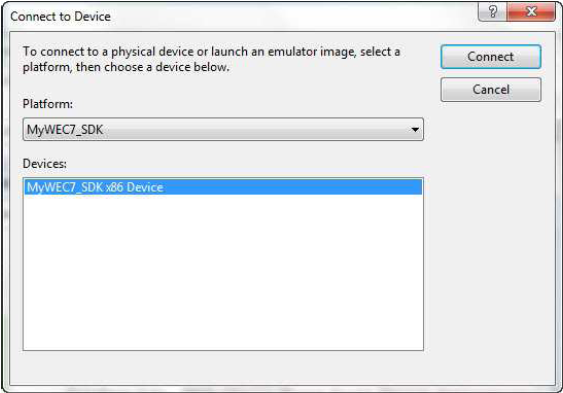 Connect to Device
To connect to a physical device or launch an emulator image, select a
platform, then choose a device below.
Connect
Cancel
Platform:
MyWEC7_SDK
Devices:
MyWEC7_SDK x86 Device